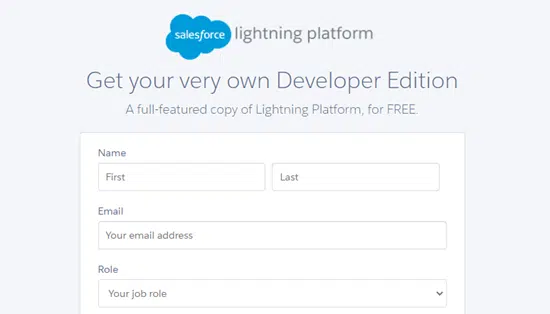 salesforce lightning platform
Get your very own Developer Edition
A full-featured copy of Lightning Platform, for FREE.
Name
First Last
Email
Your email address
Role
Your job role